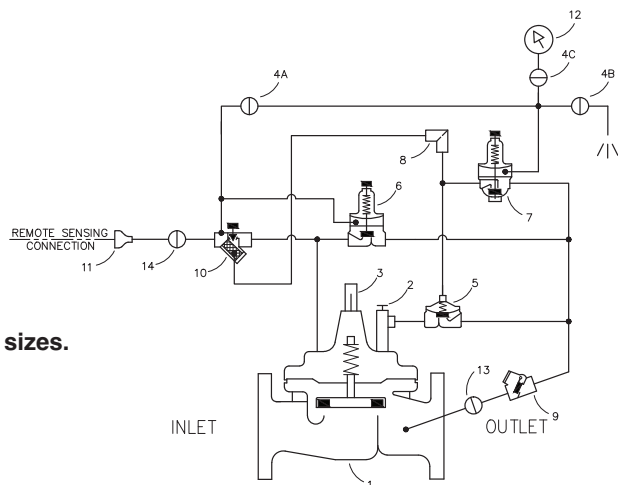 12
4C
4A
4B
8
6
7
REMOTE SENSING
CONNECTION
11
14
10
3
2
5
sizes.
13
9
INLET
OUTLET
1